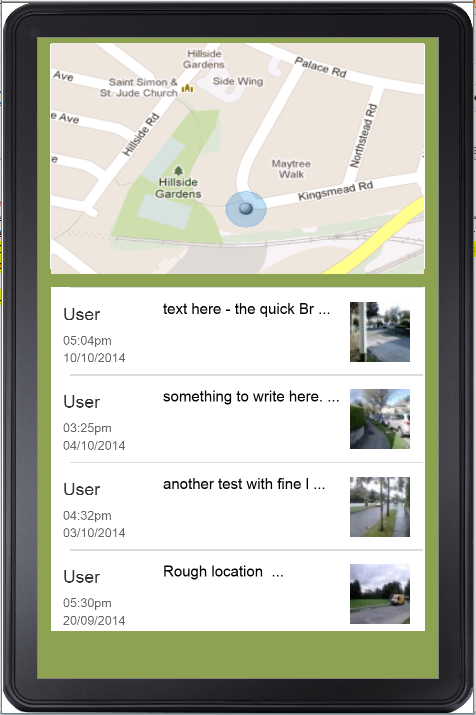 Hillside
Gardens
Palace Rd
Ave
Saint Simon &
St. Jude Church
Side Wing
e Ave
Hillside Rd
Northstead Rd
Maytree
Walk
e
Hillside
Gardens
Kingsmead Rd
User
text here - the quick Br ...
05:04pm
10/10/2014
User
something to write here. ...
03:25pm
04/10/2014
User
another test with fine l ...
04:32pm
03/10/2014
User
Rough location ...
05:30pm
20/09/2014